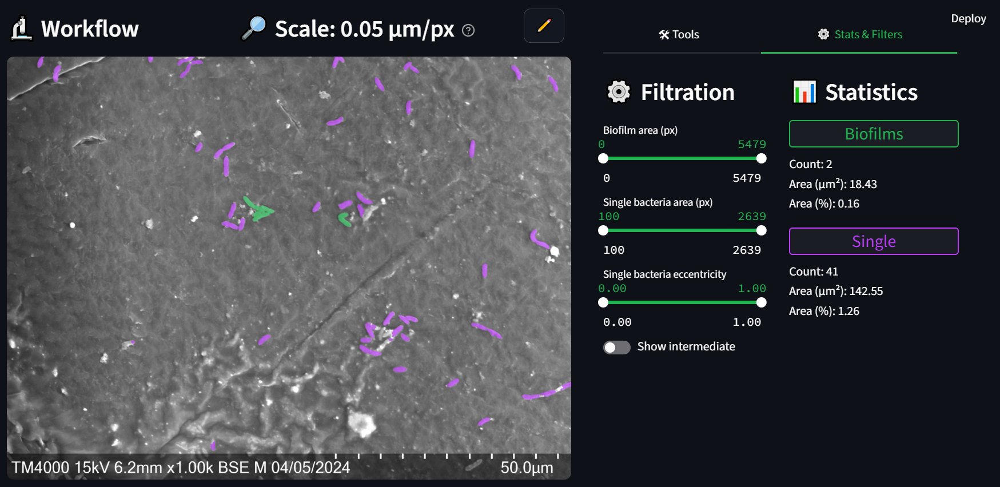 Workflow
Scale: 0.05 µm/px
Deploy
Tools
Stats & Filters
TM4000 15kV 6.2mm x1.00k BSE M 04/05/2024
50.0µm
Filtration
Biofilm area (px)
0 5479
0 5479
Single bacteria area (px)
100 2639
100 2639
Single bacteria eccentricity
0.00 1.00
0.00 1.00
Show intermediate
Statistics
Biofilms
Count: 2
Area (µm²): 18.43
Area (%): 0.16
Single
Count: 41
Area (µm²): 142.55
Area (%): 1.26